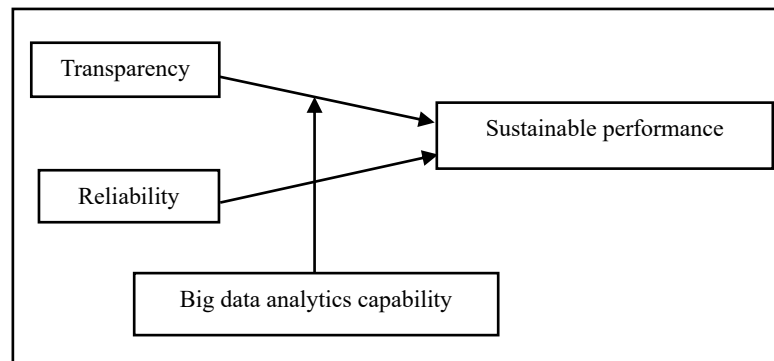 Transparency
Sustainable performance
Reliability
Big data analytics capability